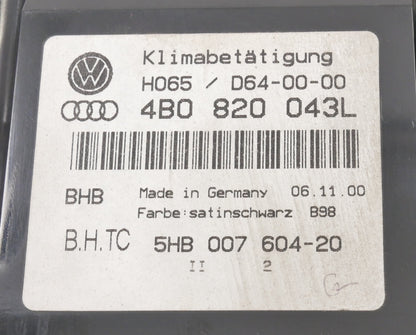 Klimabetätigung
H065 / D64-00-00
4B0 820 043L
BHB Made in Germany 06.11.00
Farbe:satinschwarz B98
B.H.TC 5HB 007 604-20
II 2